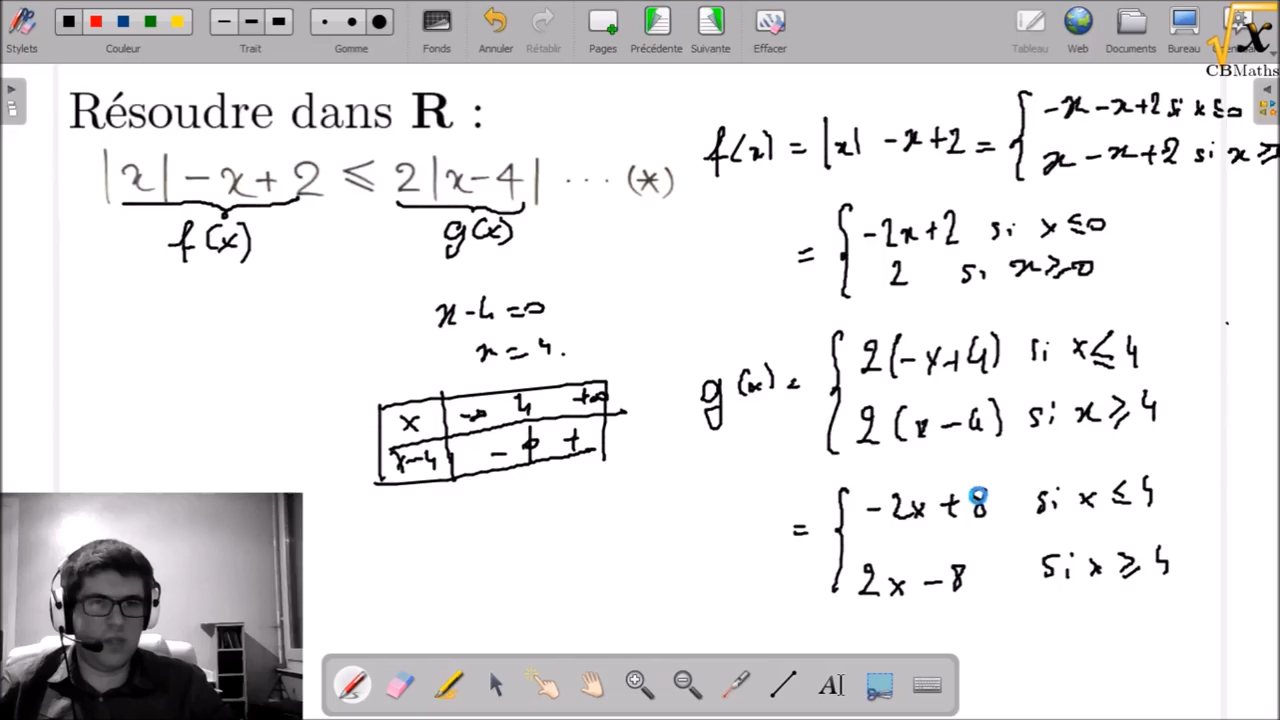 Stylets Couleur Trait Gomme Fonds Annuler Rétablir Pages Précédente Suivante Effacer Tableau Web Documents Bureau
CBMaths
Résoudre dans R :
|x| - x + 2 ≤ 2|x-4| ... (*)
f(x) g(x)
x-4 = 0
x = 4.
x -∞ 4 +∞
x-4 - 0 +
f(x) = |x| - x + 2 = { -x - x + 2 si x ≤ 0
x - x + 2 si x ≥
= { -2x + 2 si x ≤ 0
2 si x ≥ 0
g(x) = { 2(-x+4) si x ≤ 4
2(x-4) si x ≥ 4
= { -2x + 8 si x ≤ 4
2x - 8 si x ≥ 4
AI